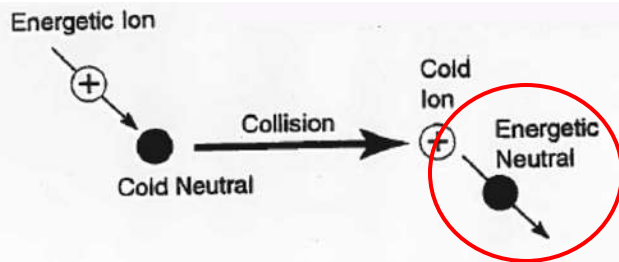 Energetic Ion
+
Cold Neutral
Collision
Cold
Ion
+
Energetic
Neutral